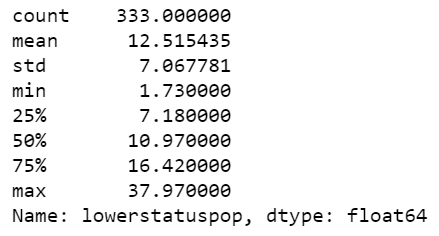 count 333.000000
mean 12.515435
std 7.067781
min 1.730000
25% 7.180000
50% 10.970000
75% 16.420000
max 37.970000
Name: lowerstatuspop, dtype: float64